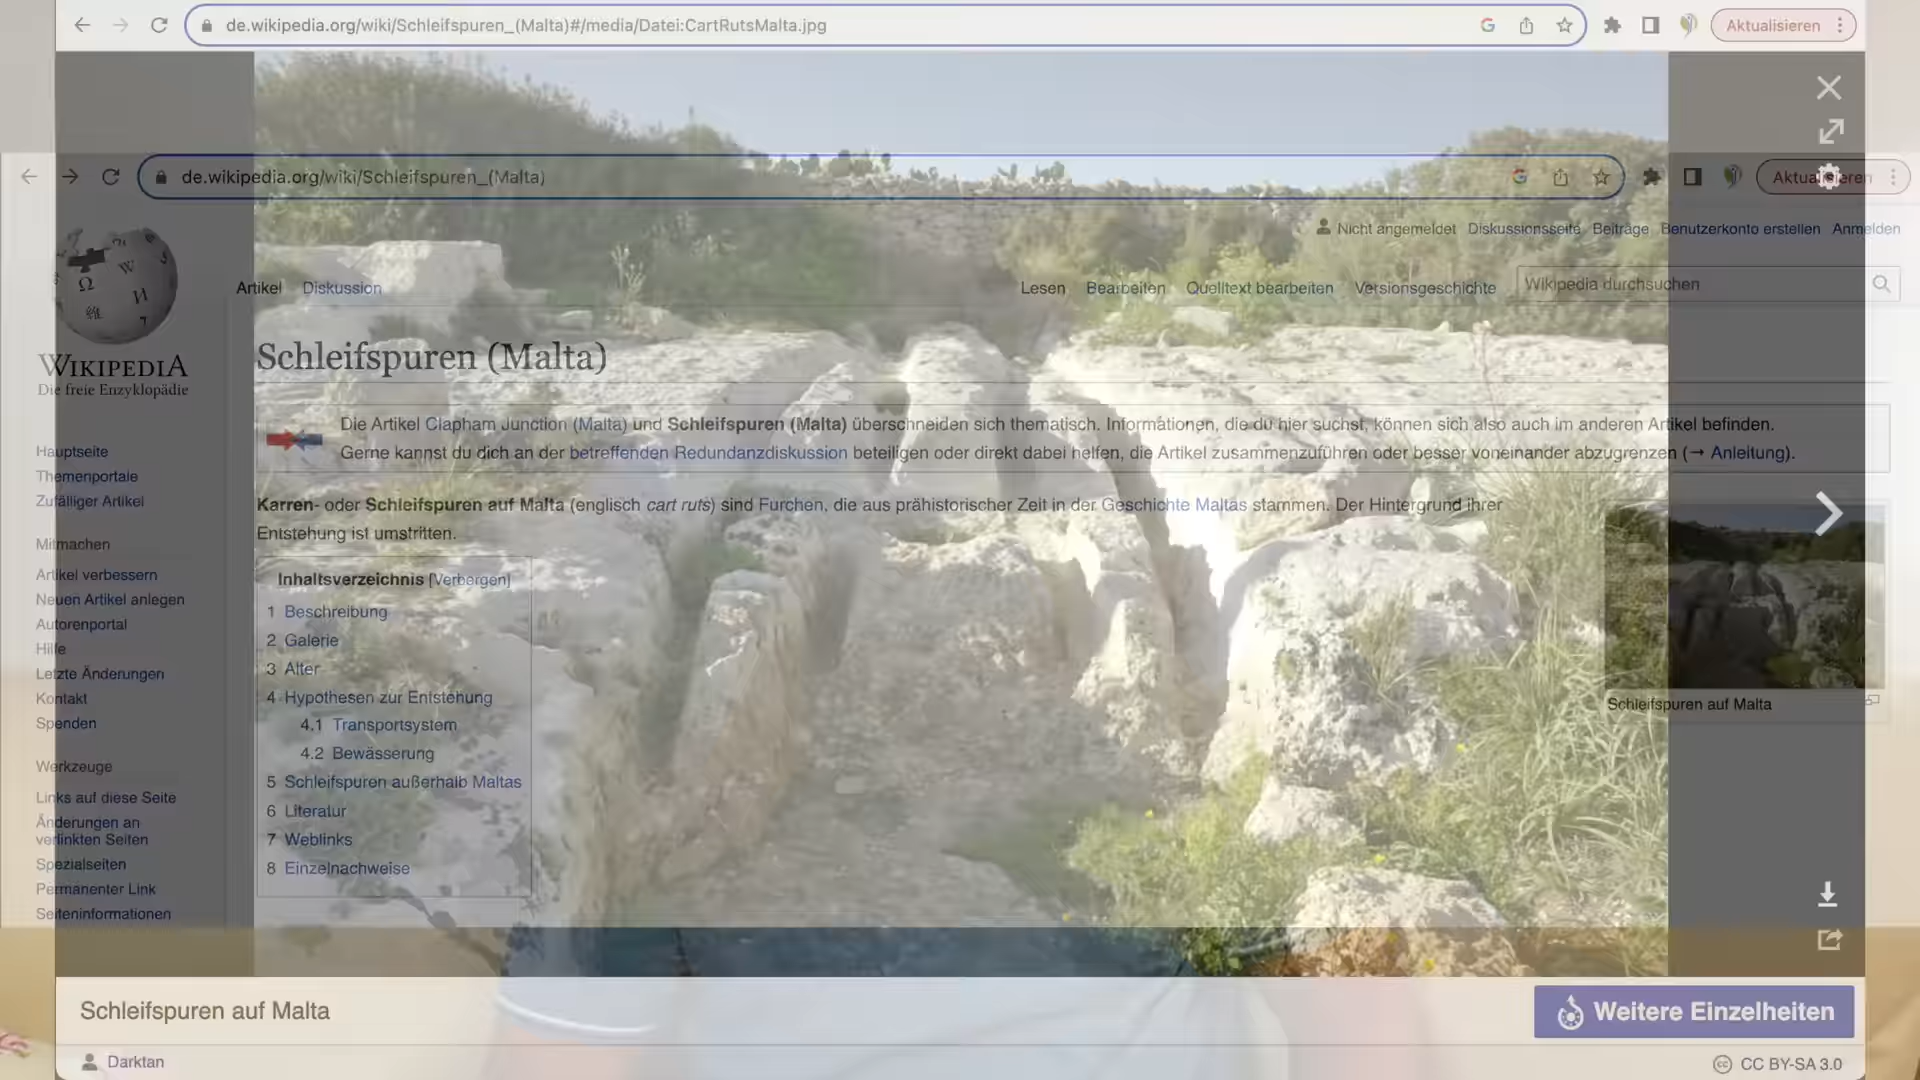 de.wikipedia.org/wiki/Schleifspuren_(Malta)#/media/Datei:CartRutsMalta.jpg
Aktualisieren
de.wikipedia.org/wiki/Schleifspuren_(Malta)
Aktualisieren
Nicht angemeldet Diskussionsseite Beiträge Benutzerkonto erstellen Anmelden
Artikel Diskussion Lesen Bearbeiten Quelltext bearbeiten Versionsgeschichte Wikipedia durchsuchen
WIKIPEDIA
Die freie Enzyklopädie
Hauptseite
Themenportale
Zufälliger Artikel
Mitmachen
Artikel verbessern
Neuen Artikel anlegen
Autorenportal
Hilfe
Letzte Änderungen
Kontakt
Spenden
Werkzeuge
Links auf diese Seite
Änderungen an
verlinkten Seiten
Spezialseiten
Permanenter Link
Seiteninformationen
Schleifspuren (Malta)
Die Artikel Clapham Junction (Malta) und Schleifspuren (Malta) überschneiden sich thematisch. Informationen, die du hier suchst, können sich also auch im anderen Artikel befinden.
Gerne kannst du dich an der betreffenden Redundanzdiskussion beteiligen oder direkt dabei helfen, die Artikel zusammenzuführen oder besser voneinander abzugrenzen (→ Anleitung).
Karren- oder Schleifspuren auf Malta (englisch cart ruts) sind Furchen, die aus prähistorischer Zeit in der Geschichte Maltas stammen. Der Hintergrund ihrer
Entstehung ist umstritten.
Inhaltsverzeichnis [Verbergen]
1 Beschreibung
2 Galerie
3 Alter
4 Hypothesen zur Entstehung
4.1 Transportsystem
4.2 Bewässerung
5 Schleifspuren außerhalb Maltas
6 Literatur
7 Weblinks
8 Einzelnachweise
Schleifspuren auf Malta
Schleifspuren auf Malta
Weitere Einzelheiten
Darktan
CC BY-SA 3.0